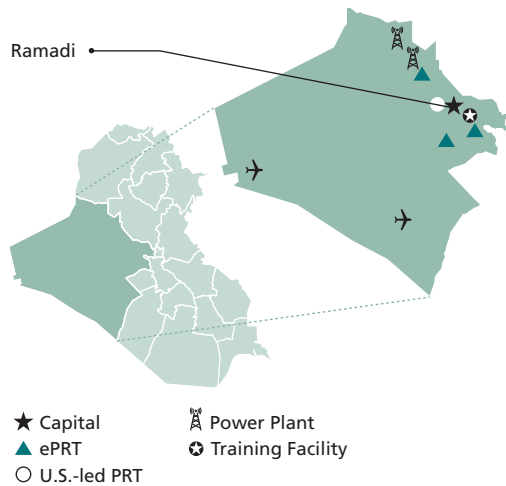 Ramadi
Capital
Power Plant
ePRT
Training Facility
U.S.-led PRT